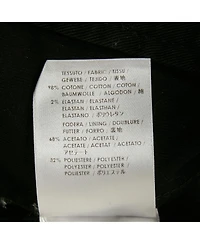 TESSUTO / FABRIC / TISSU /
GEWEBE / TEJIDO / 表地
98% COTONE / COTTON / COTON /
BAUMWOLLE / ALGODON / 綿
2% ELASTAN / ELASTANE /
ELASTAN / ELASTHAN /
ELASTANO / ポリウレタン
FODERA / LINING / DOUBLURE /
FUTTER / FORRO / 裏地
68% ACETATO / ACETATE /
ACETATE / ACETAT / ACETATO /
アセテート
32% POLIESTERE / POLYESTER /
POLYESTER / POLYESTER /
POLIESTER / ポリエステル